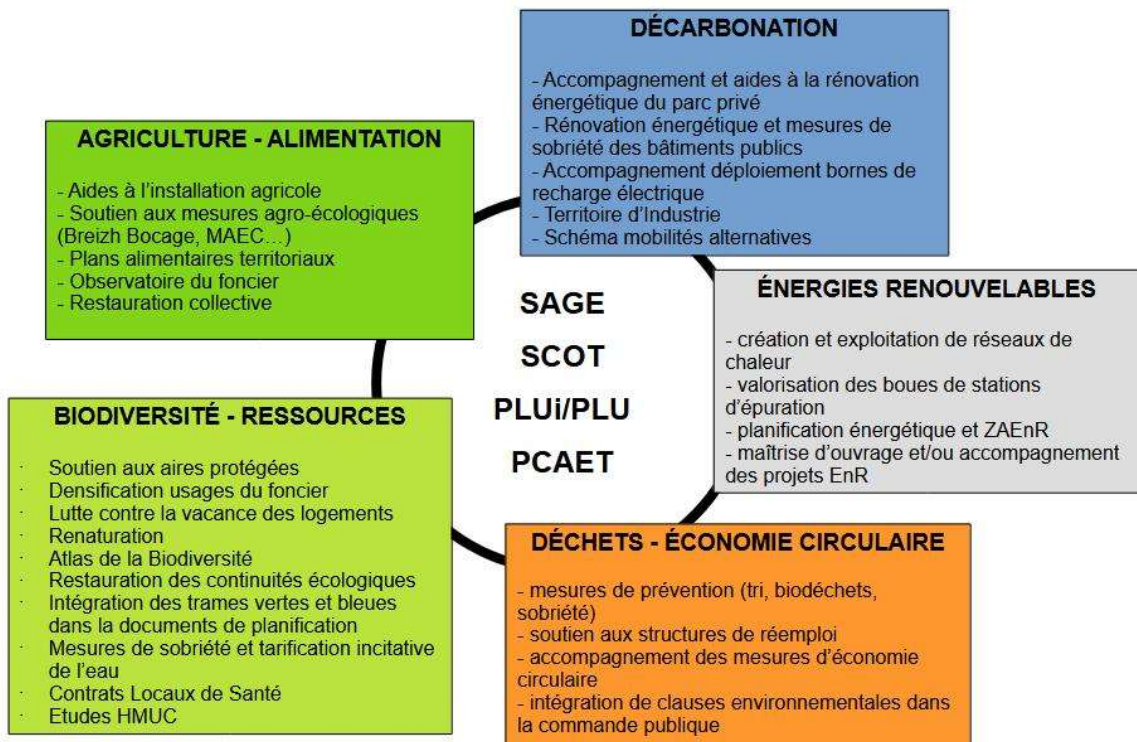 DÉCARBONATION
- Accompagnement et aides à la rénovation
énergétique du parc privé
- Rénovation énergétique et mesures de
sobriété des bâtiments publics
- Accompagnement déploiement bornes de
recharge électrique
- Territoire d'Industrie
- Schéma mobilités alternatives
AGRICULTURE - ALIMENTATION
- Aides à l'installation agricole
- Soutien aux mesures agro-écologiques
(Breizh Bocage, MAEC…)
- Plans alimentaires territoriaux
- Observatoire du foncier
- Restauration collective
SAGE
SCOT
PLUi/PLU
PCAET
ÉNERGIES RENOUVELABLES
- création et exploitation de réseaux de
chaleur
- valorisation des boues de stations
d'épuration
- planification énergétique et ZAEnR
- maîtrise d'ouvrage et/ou accompagnement
des projets EnR
BIODIVERSITÉ - RESSOURCES
· Soutien aux aires protégées
· Densification usages du foncier
· Lutte contre la vacance des logements
· Renaturation
· Atlas de la Biodiversité
· Restauration des continuités écologiques
· Intégration des trames vertes et bleues
dans la documents de planification
· Mesures de sobriété et tarification incitative
de l'eau
· Contrats Locaux de Santé
· Etudes HMUC
DÉCHETS - ÉCONOMIE CIRCULAIRE
- mesures de prévention (tri, biodéchets,
sobriété)
- soutien aux structures de réemploi
- accompagnement des mesures d'économie
circulaire
- intégration de clauses environnementales dans
la commande publique